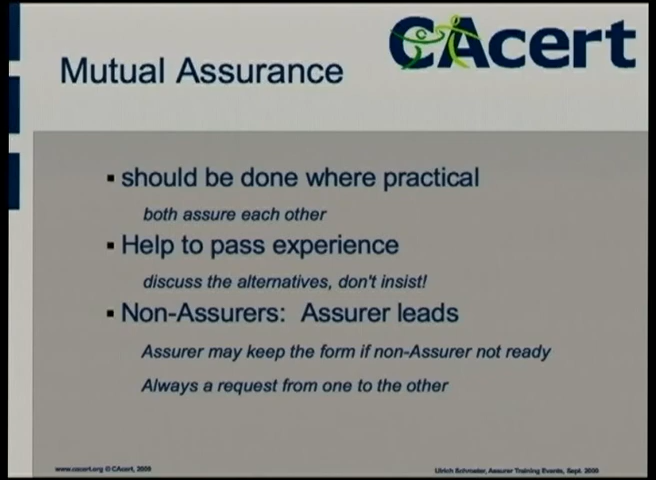 CAcert
Mutual Assurance
should be done where practical
both assure each other
Help to pass experience
discuss the alternatives, don't insist!
Non-Assurers: Assurer leads
Assurer may keep the form if non-Assurer not ready
Always a request from one to the other
www.cacert.org © CAcert, 2009
Ulrich Schroeter, Assurer Training Events, Sept. 2009